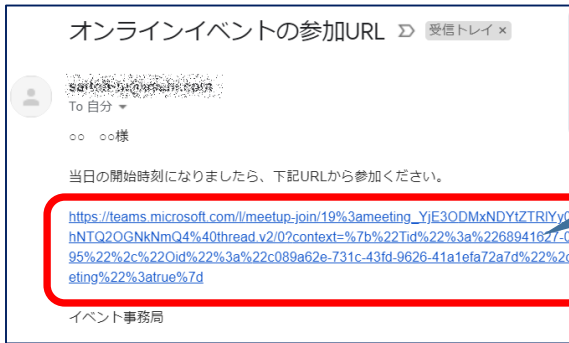 オンラインイベントの参加URL 受信トレイ ×
To 自分
○○ ○○様
当日の開始時刻になりましたら、下記URLから参加ください。
https://teams.microsoft.com/l/meetup-join/19%3ameeting_YjE3ODMxNDYtZTRlYy0
hNTQ2OGNkNmQ4%40thread.v2/0?context=%7b%22Tid%22%3a%2268941627-0
95%22%2c%22Oid%22%3a%22c089a62e-731c-43fd-9626-41a1efa72a7d%22%2c
eting%22%3atrue%7d
イベント事務局